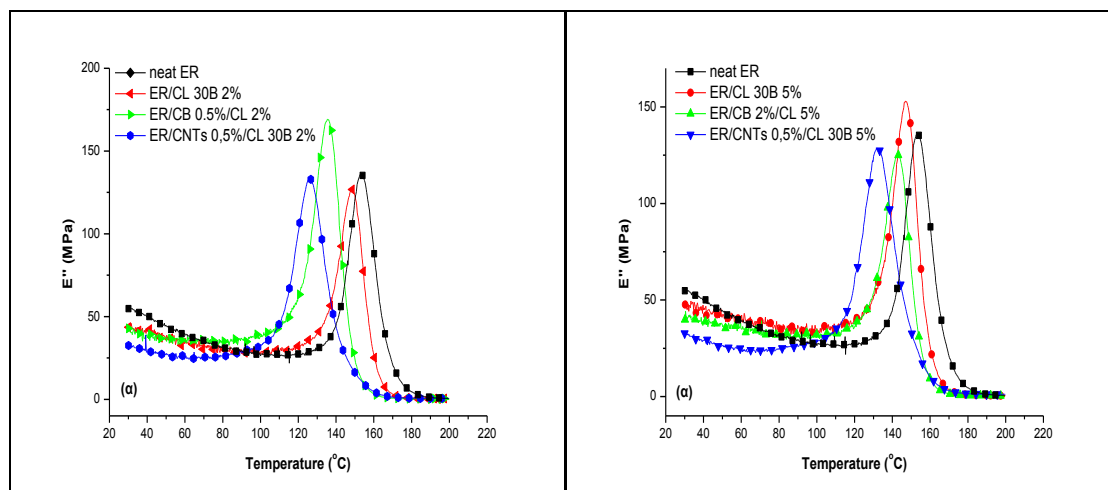 neat ER
ER/CL 30B 2%
ER/CB 0.5%/CL 2%
ER/CNTs 0,5%/CL 30B 2%
200
150
100
50
0
E'' (MPa)
(α)
20 40 60 80 100 120 140 160 180 200 220
Temperature (°C)
neat ER
ER/CL 30B 5%
ER/CB 2%/CL 5%
ER/CNTs 0,5%/CL 30B 5%
150
100
50
0
E'' (MPa)
(α)
20 40 60 80 100 120 140 160 180 200 220
Temperature (°C)